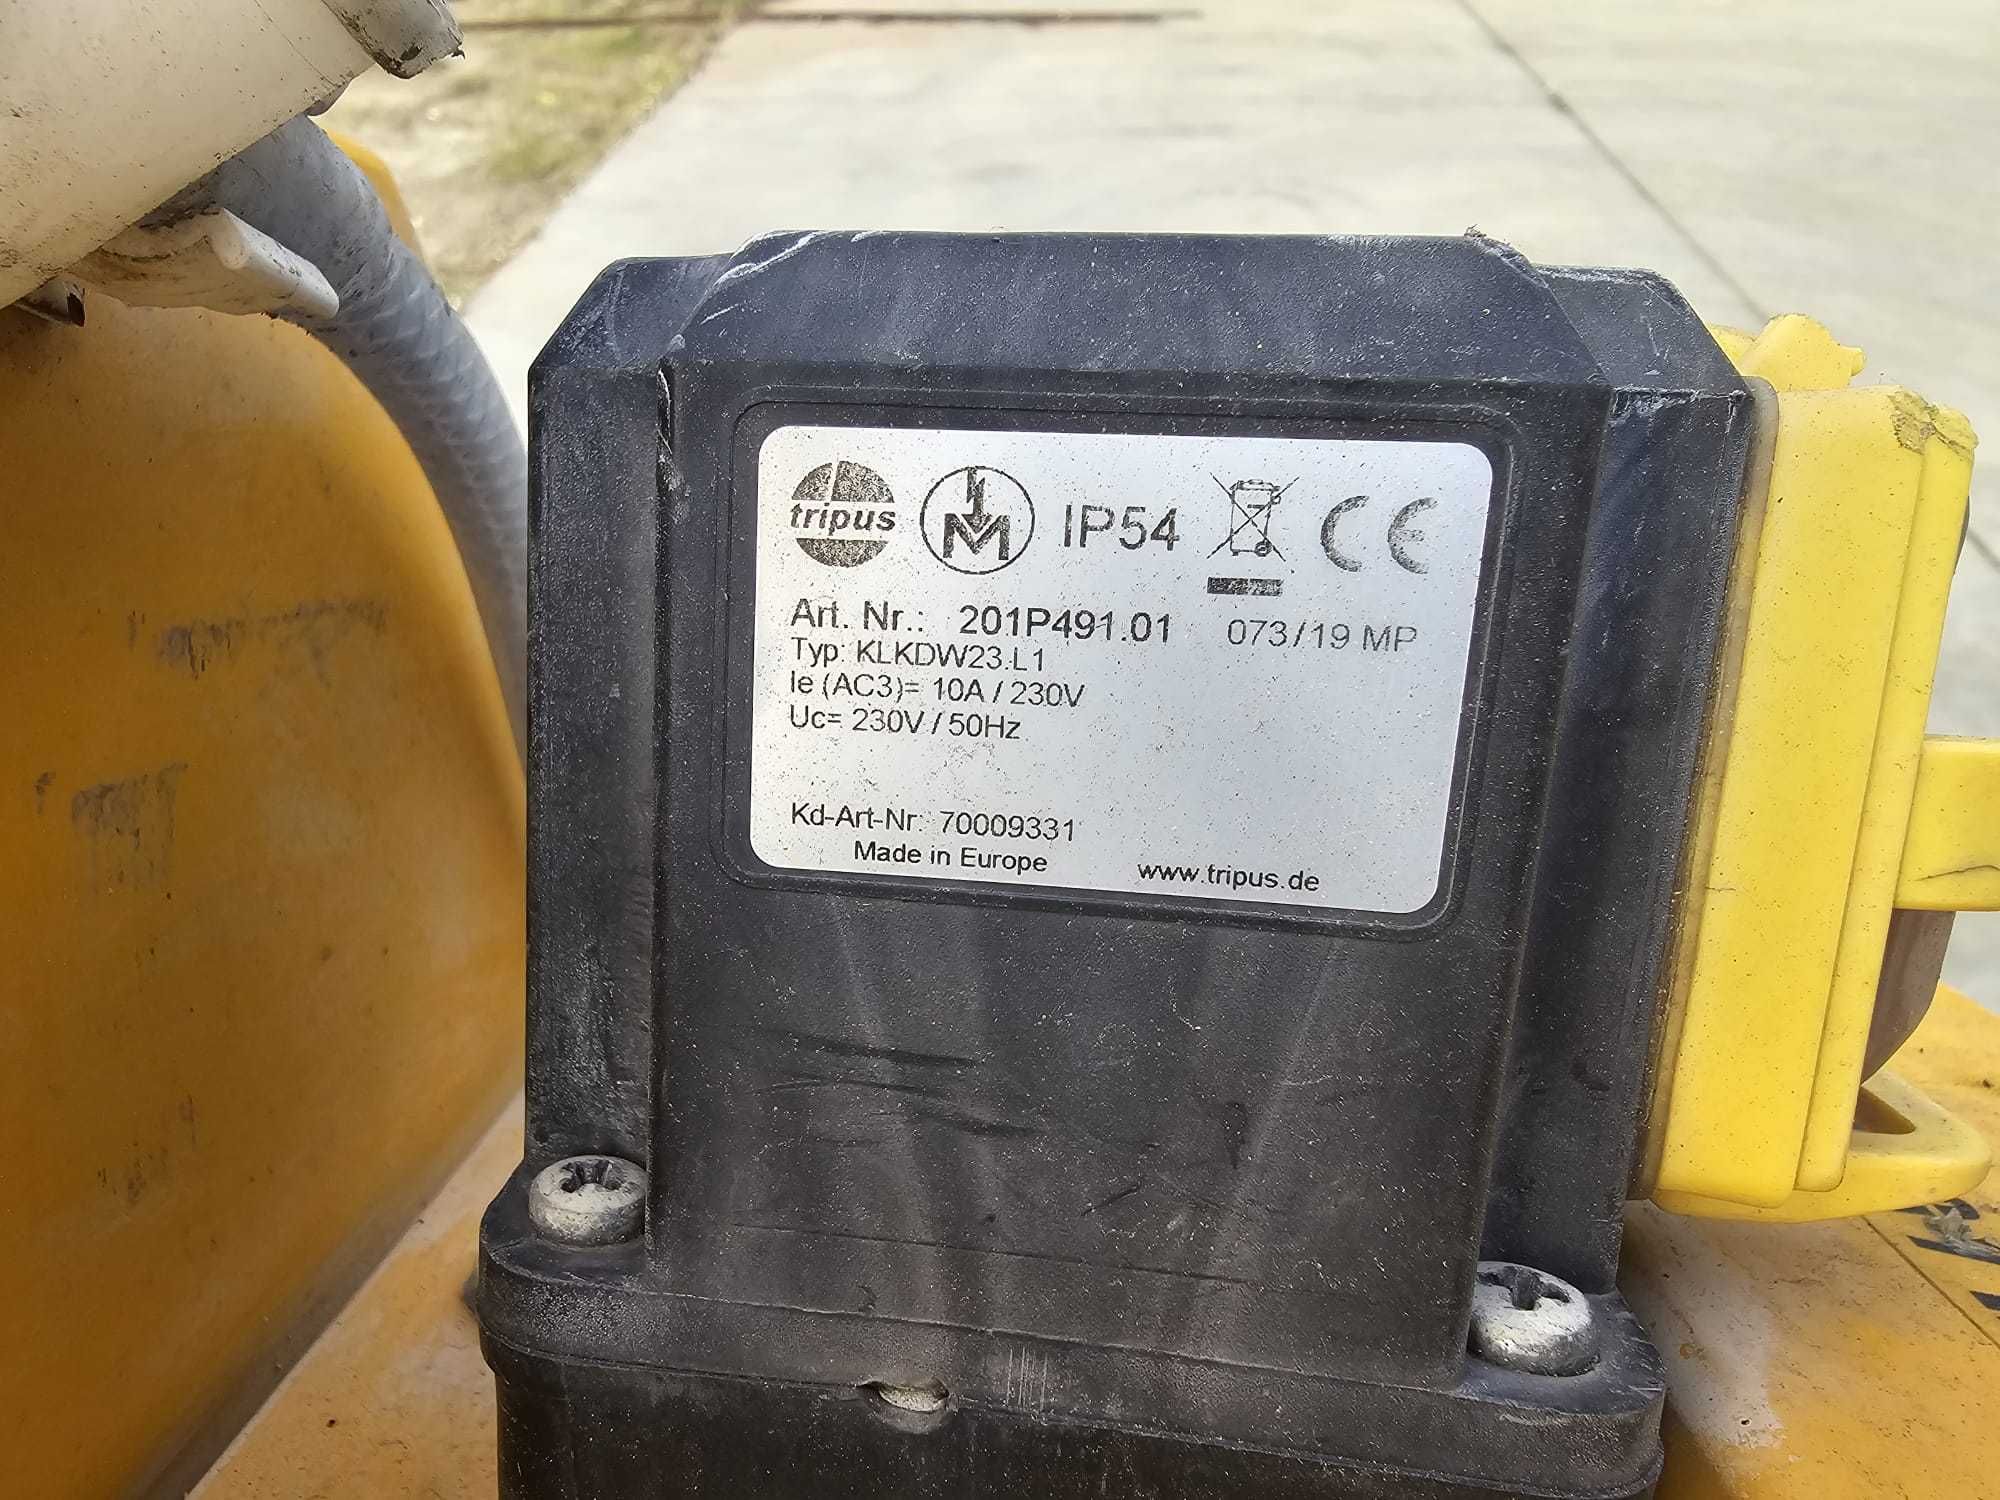 tripus
M
IP54
CE
Art. Nr.: 201P491.01 073/19 MP
Typ: KLKDW23.L1
Ie (AC3)= 10A / 230V
Uc= 230V / 50Hz
Kd-Art-Nr. 70009331
Made in Europe www.tripus.de